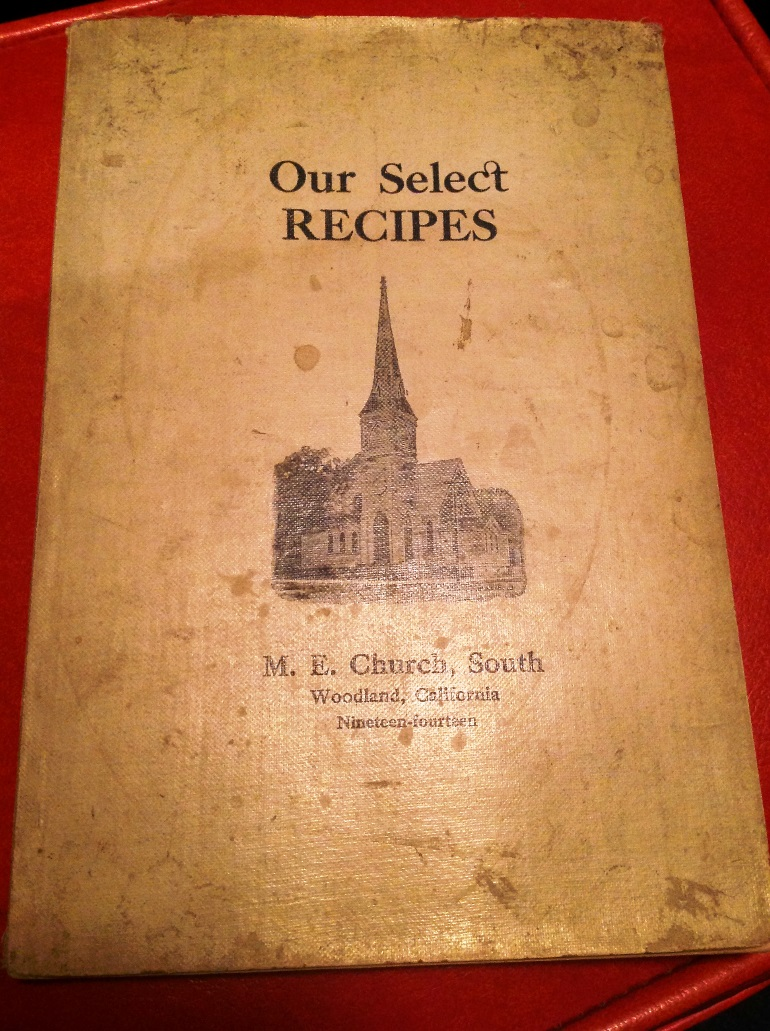 Our Select
RECIPES
M. E. Church, South
Woodland, California
Nineteen-fourteen